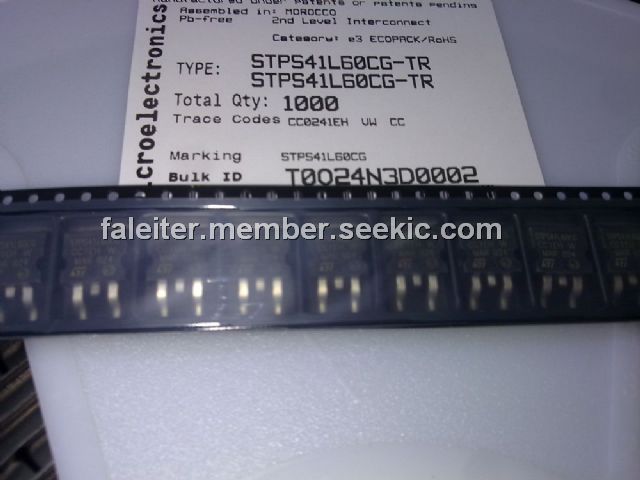 Manufactured Under Patents or Patents Pending
Assembled in: MOROCCO
Pb-free 2nd Level Interconnect
Category: e3 ECOPACK/RoHS
TYPE: STPS41L60CG-TR
STPS41L60CG-TR
Total Qty: 1000
Trace Codes CC0241EH VW CC
Marking STPS41L60CG
Bulk ID T0024N3D0002
croelectronics
faleiter.member.seekic.com